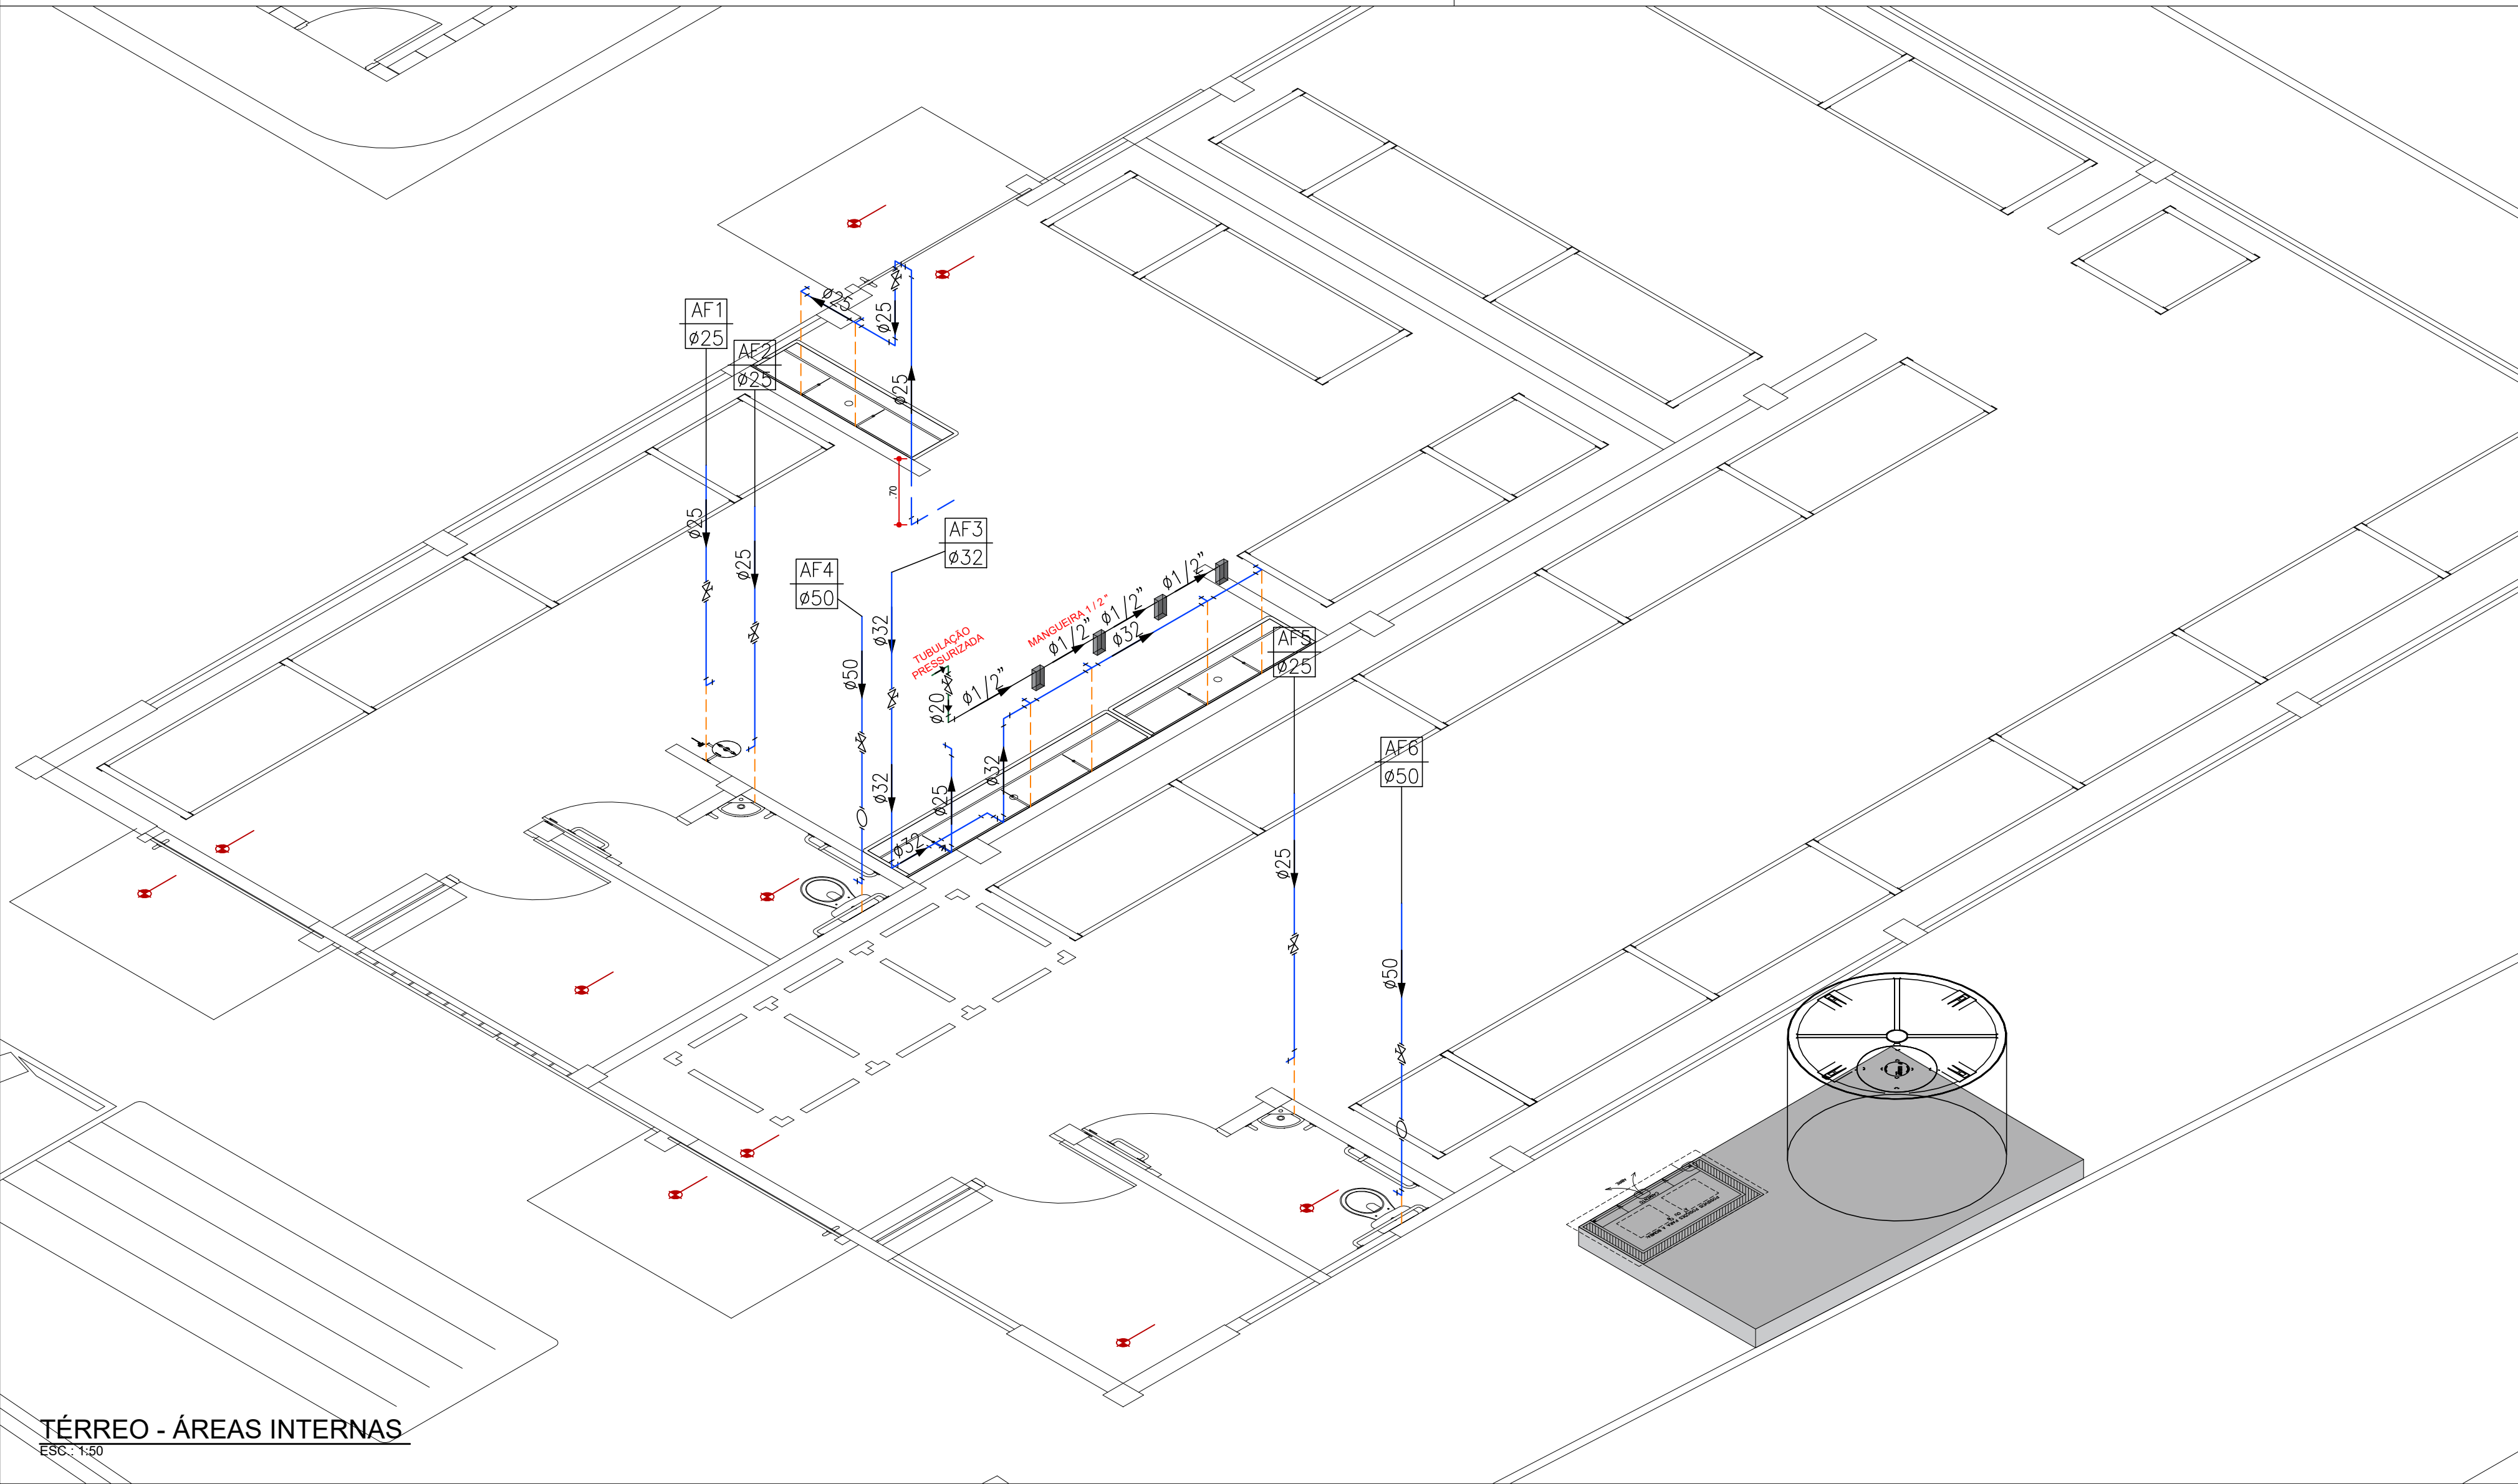 AF1
ø25
AF2
ø25
ø25
ø25
ø25
.70
ø25
ø25
AF3
ø32
AF4
ø50
ø32
ø50
TUBULAÇÃO
PRESSURIZADA
MANGUEIRA 1/2"
ø1/2"
ø1/2"
ø1/2"
ø1/2"
ø32
ø20
ø32
ø25
ø32
ø32
AF5
ø25
AF6
ø50
ø25
ø50
TÉRREO - ÁREAS INTERNAS
ESC.: 1:50